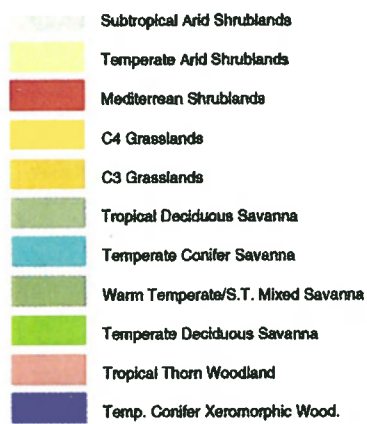 Subtropical Arid Shrublands
Temperate Arid Shrublands
Mediterrean Shrublands
C4 Grasslands
C3 Grasslands
Tropical Deciduous Savanna
Temperate Conifer Savanna
Warm Temperate/S.T. Mixed Savanna
Temperate Deciduous Savanna
Tropical Thorn Woodland
Temp. Conifer Xeromorphic Wood.